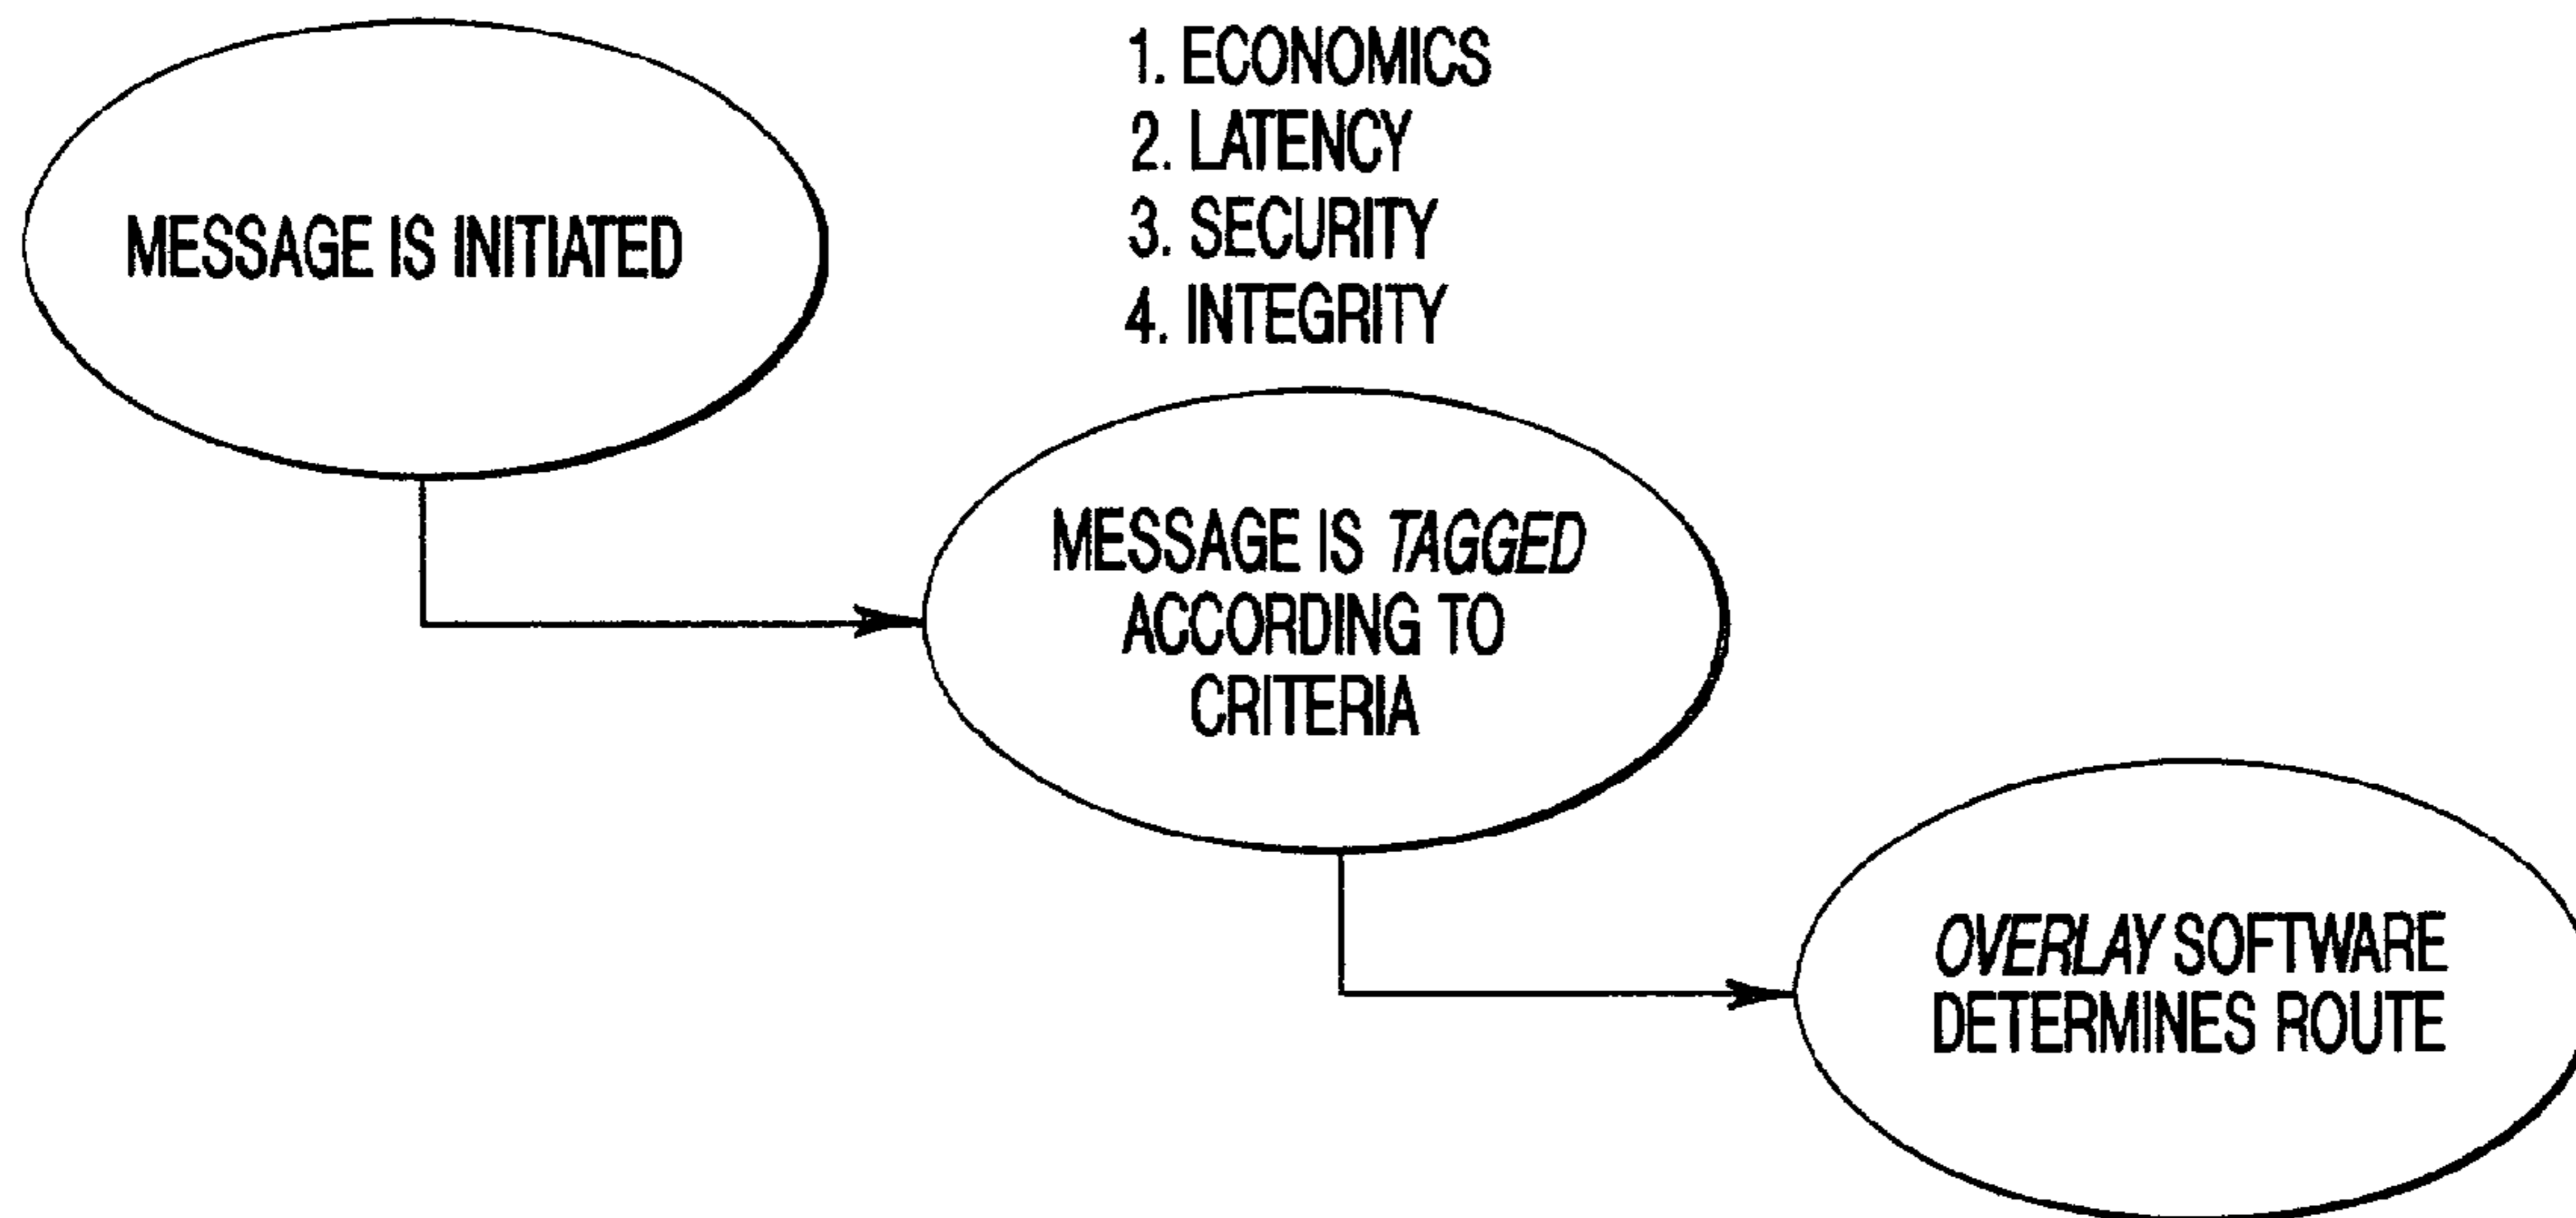 MESSAGE IS INITIATED
1. ECONOMICS
2. LATENCY
3. SECURITY
4. INTEGRITY
MESSAGE IS TAGGED
ACCORDING TO
CRITERIA
OVERLAY SOFTWARE
DETERMINES ROUTE